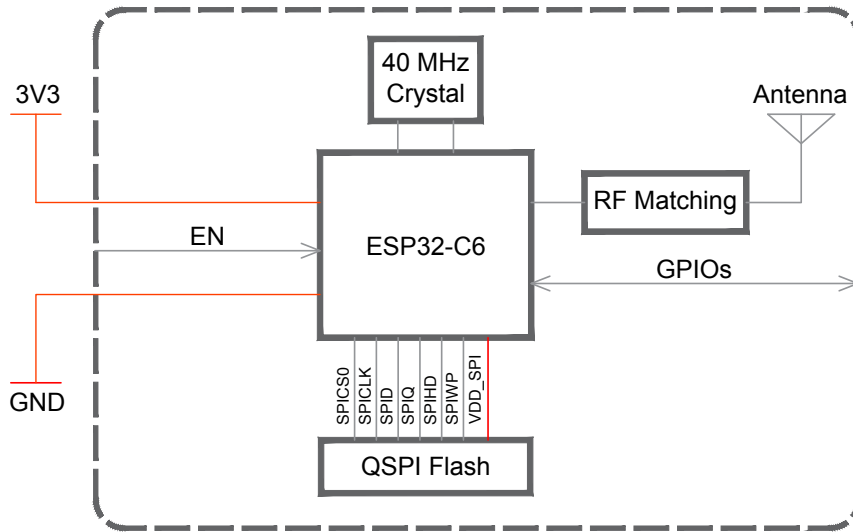 40 MHz
Crystal
3V3
Antenna
RF Matching
EN
ESP32-C6
GPIOs
GND
SPICS0
SPICLK
SPID
SPIQ
SPIHD
SPIWP
VDD_SPI
QSPI Flash